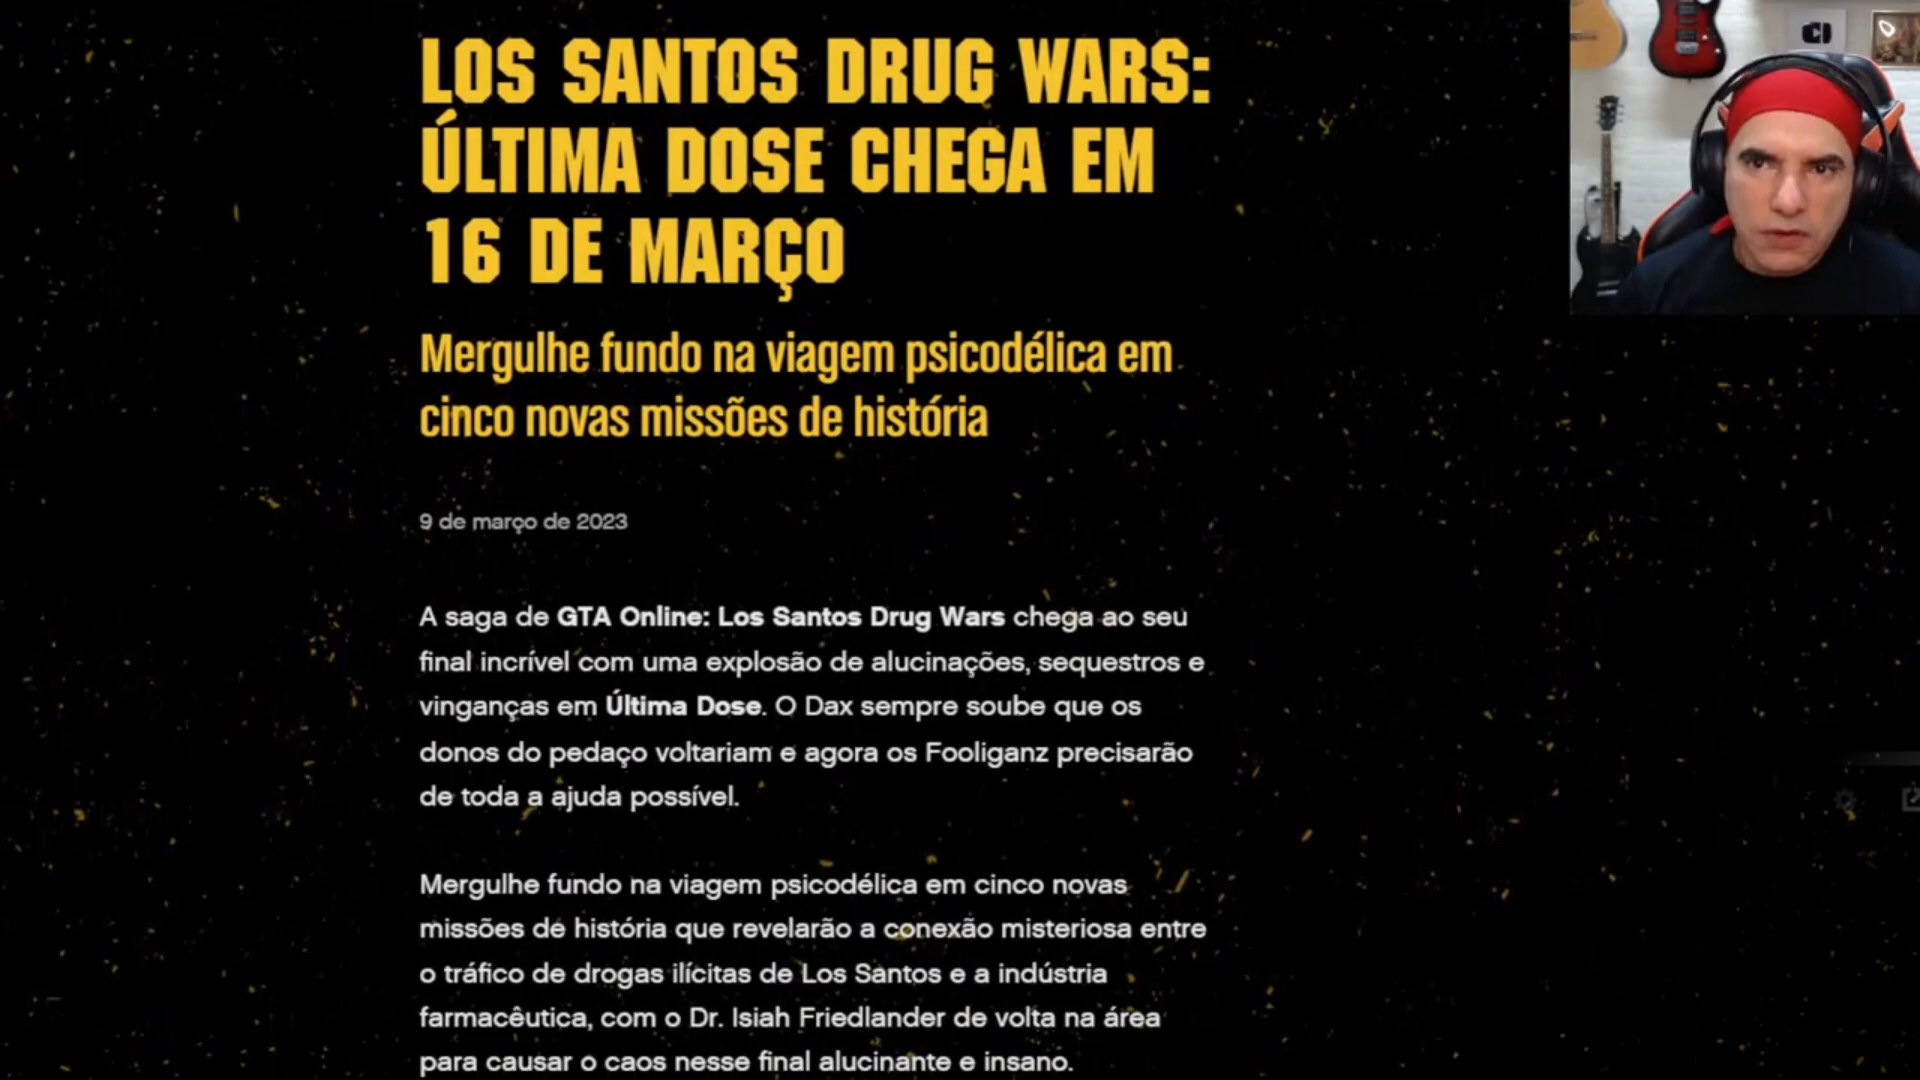 LOS SANTOS DRUG WARS:
ÚLTIMA DOSE CHEGA EM
16 DE MARÇO
Mergulhe fundo na viagem psicodélica em
cinco novas missões de história
9 de março de 2023
A saga de GTA Online: Los Santos Drug Wars chega ao seu
final incrível com uma explosão de alucinações, sequestros e
vinganças em Última Dose. O Dax sempre soube que os
donos do pedaço voltariam e agora os Fooliganz precisarão
de toda a ajuda possível.
Mergulhe fundo na viagem psicodélica em cinco novas
missões de história que revelarão a conexão misteriosa entre
o tráfico de drogas ilícitas de Los Santos e a indústria
farmacêutica, com o Dr. Isiah Friedlander de volta na área
para causar o caos nesse final alucinante e insano.